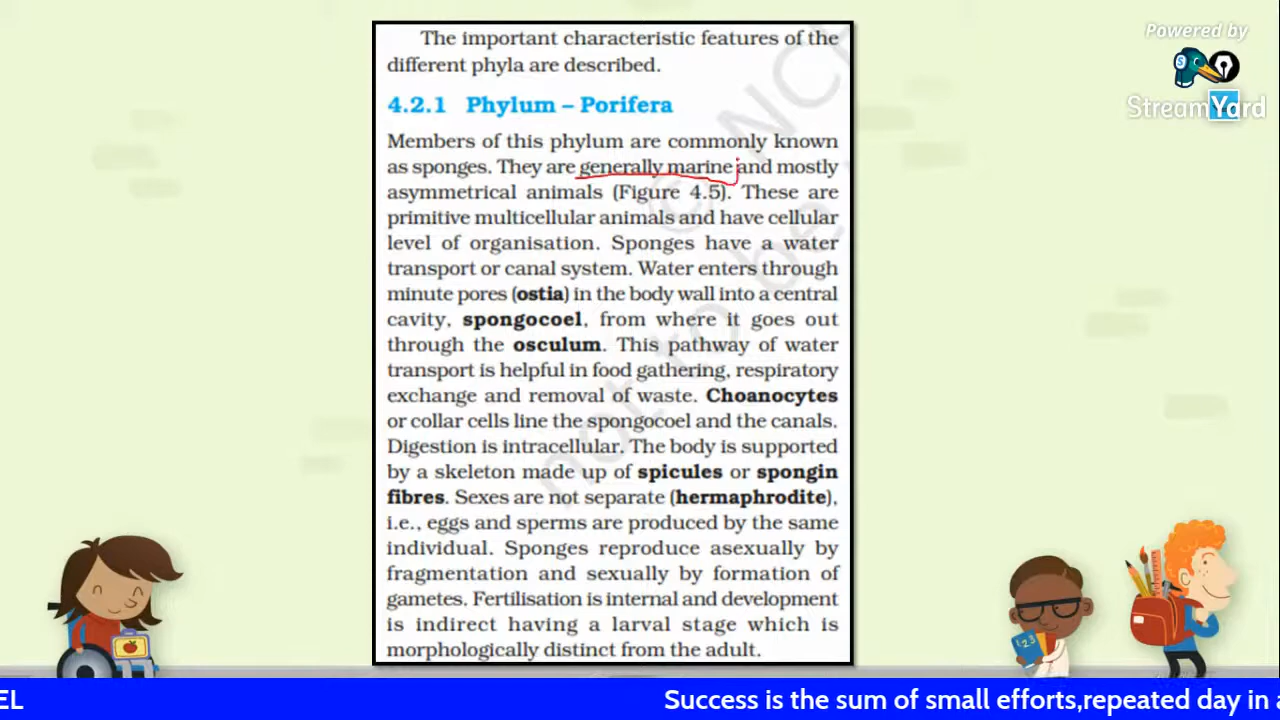 Powered by
StreamYard
The important characteristic features of the
different phyla are described.
4.2.1 Phylum – Porifera
Members of this phylum are commonly known
as sponges. They are generally marine and mostly
asymmetrical animals (Figure 4.5). These are
primitive multicellular animals and have cellular
level of organisation. Sponges have a water
transport or canal system. Water enters through
minute pores (ostia) in the body wall into a central
cavity, spongocoel, from where it goes out
through the osculum. This pathway of water
transport is helpful in food gathering, respiratory
exchange and removal of waste. Choanocytes
or collar cells line the spongocoel and the canals.
Digestion is intracellular. The body is supported
by a skeleton made up of spicules or spongin
fibres. Sexes are not separate (hermaphrodite),
i.e., eggs and sperms are produced by the same
individual. Sponges reproduce asexually by
fragmentation and sexually by formation of
gametes. Fertilisation is internal and development
is indirect having a larval stage which is
morphologically distinct from the adult.
© NC
not to be
1 2 3
EL Success is the sum of small efforts,repeated day in a